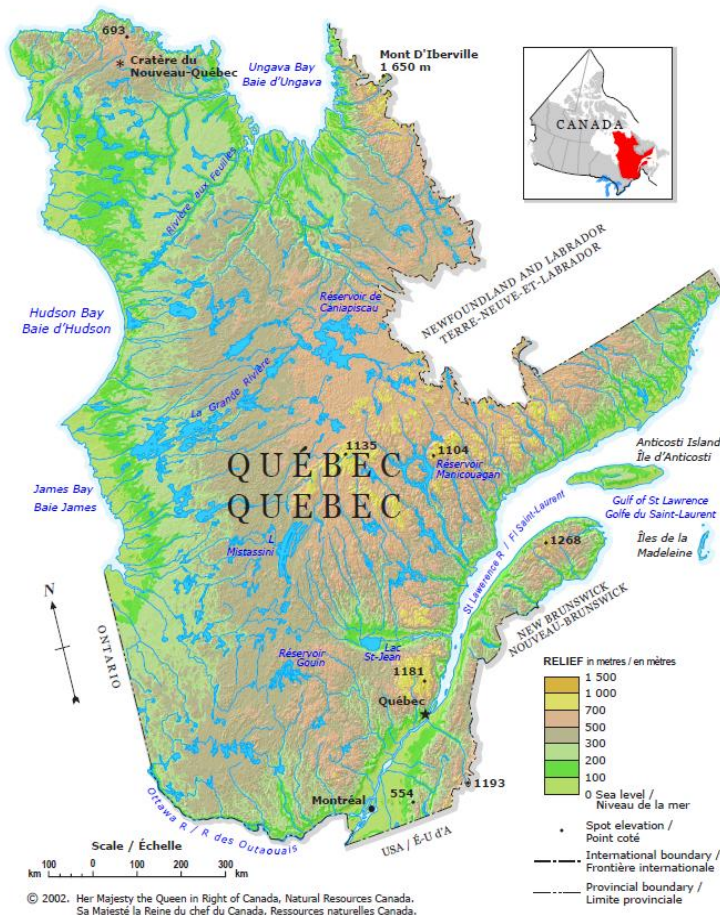 693
Cratère du
Nouveau-Québec
Ungava Bay
Baie d'Ungava
Mont D'Iberville
1 650 m
CANADA
Rivière aux Feuilles
NEWFOUNDLAND AND LABRADOR
TERRE-NEUVE-ET-LABRADOR
Hudson Bay
Baie d'Hudson
Réservoir de
Caniapiscau
La Grande Rivière
1135
1104
QUÉBEC
QUEBEC
Réservoir
Manicouagan
Anticosti Island
Île d'Anticosti
James Bay
Baie James
Gulf of St Lawrence
Golfe du Saint-Laurent
L
Mistassini
St Lawerence R / Fl Saint-Laurent
1268
Îles de la
Madeleine
N
ONTARIO
NEW BRUNSWICK
NOUVEAU-BRUNSWICK
Réservoir
Gouin
Lac
St-Jean
1181
Québec
RELIEF in metres / en mètres
1 500
1 000
700
500
300
200
100
0 Sea level /
Niveau de la mer
Montréal
554
1193
Ottawa R / R des Outaouais
USA / É-U d'A
Spot elevation /
Point coté
International boundary /
Frontière internationale
Provincial boundary /
Limite provinciale
Scale / Échelle
km
100
0
100
200
300
km
© 2002. Her Majesty the Queen in Right of Canada, Natural Resources Canada.
Sa Majesté la Reine du chef du Canada. Ressources naturelles Canada.